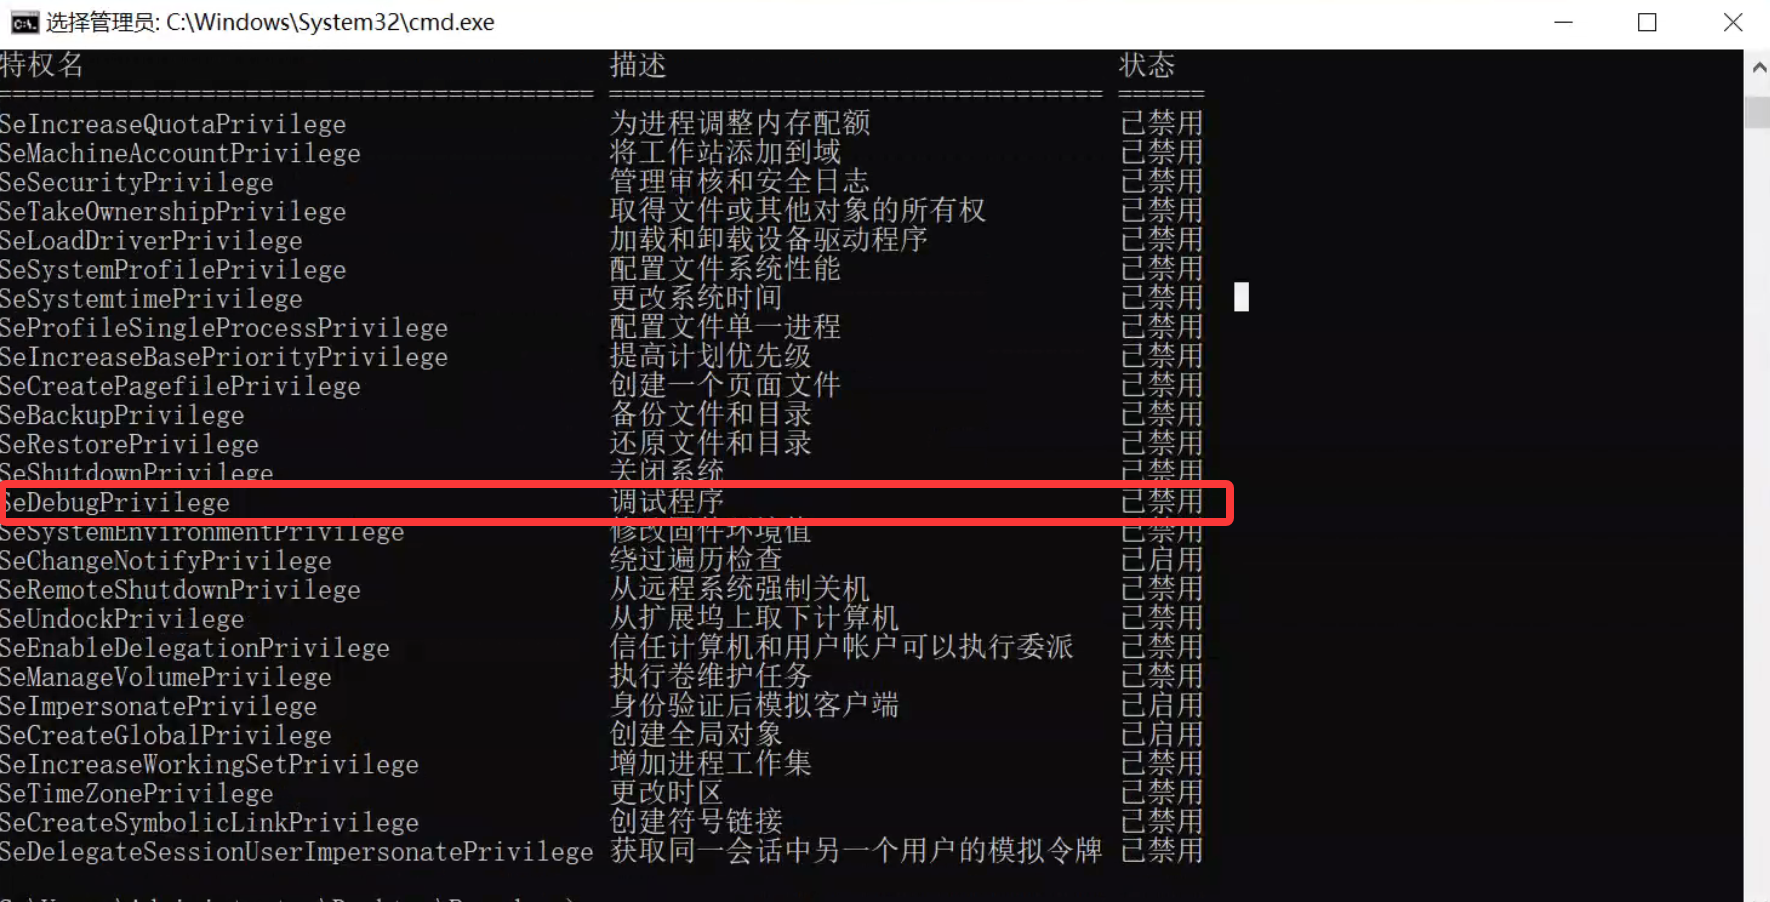 选择管理员: C:\Windows\System32\cmd.exe
特权名 描述 状态
========================================= ================================== ======
SeIncreaseQuotaPrivilege 为进程调整内存配额 已禁用
SeMachineAccountPrivilege 将工作站添加到域 已禁用
SeSecurityPrivilege 管理审核和安全日志 已禁用
SeTakeOwnershipPrivilege 取得文件或其他对象的所有权 已禁用
SeLoadDriverPrivilege 加载和卸载设备驱动程序 已禁用
SeSystemProfilePrivilege 配置文件系统性能 已禁用
SeSystemtimePrivilege 更改系统时间 已禁用
SeProfileSingleProcessPrivilege 配置文件单一进程 已禁用
SeIncreaseBasePriorityPrivilege 提高计划优先级 已禁用
SeCreatePagefilePrivilege 创建一个页面文件 已禁用
SeBackupPrivilege 备份文件和目录 已禁用
SeRestorePrivilege 还原文件和目录 已禁用
SeShutdownPrivilege 关闭系统 已禁用
SeDebugPrivilege 调试程序 已禁用
SeSystemEnvironmentPrivilege 修改固件环境值 已禁用
SeChangeNotifyPrivilege 绕过遍历检查 已启用
SeRemoteShutdownPrivilege 从远程系统强制关机 已禁用
SeUndockPrivilege 从扩展坞上取下计算机 已禁用
SeEnableDelegationPrivilege 信任计算机和用户帐户可以执行委派 已禁用
SeManageVolumePrivilege 执行卷维护任务 已禁用
SeImpersonatePrivilege 身份验证后模拟客户端 已启用
SeCreateGlobalPrivilege 创建全局对象 已启用
SeIncreaseWorkingSetPrivilege 增加进程工作集 已禁用
SeTimeZonePrivilege 更改时区 已禁用
SeCreateSymbolicLinkPrivilege 创建符号链接 已禁用
SeDelegateSessionUserImpersonatePrivilege 获取同一会话中另一个用户的模拟令牌 已禁用